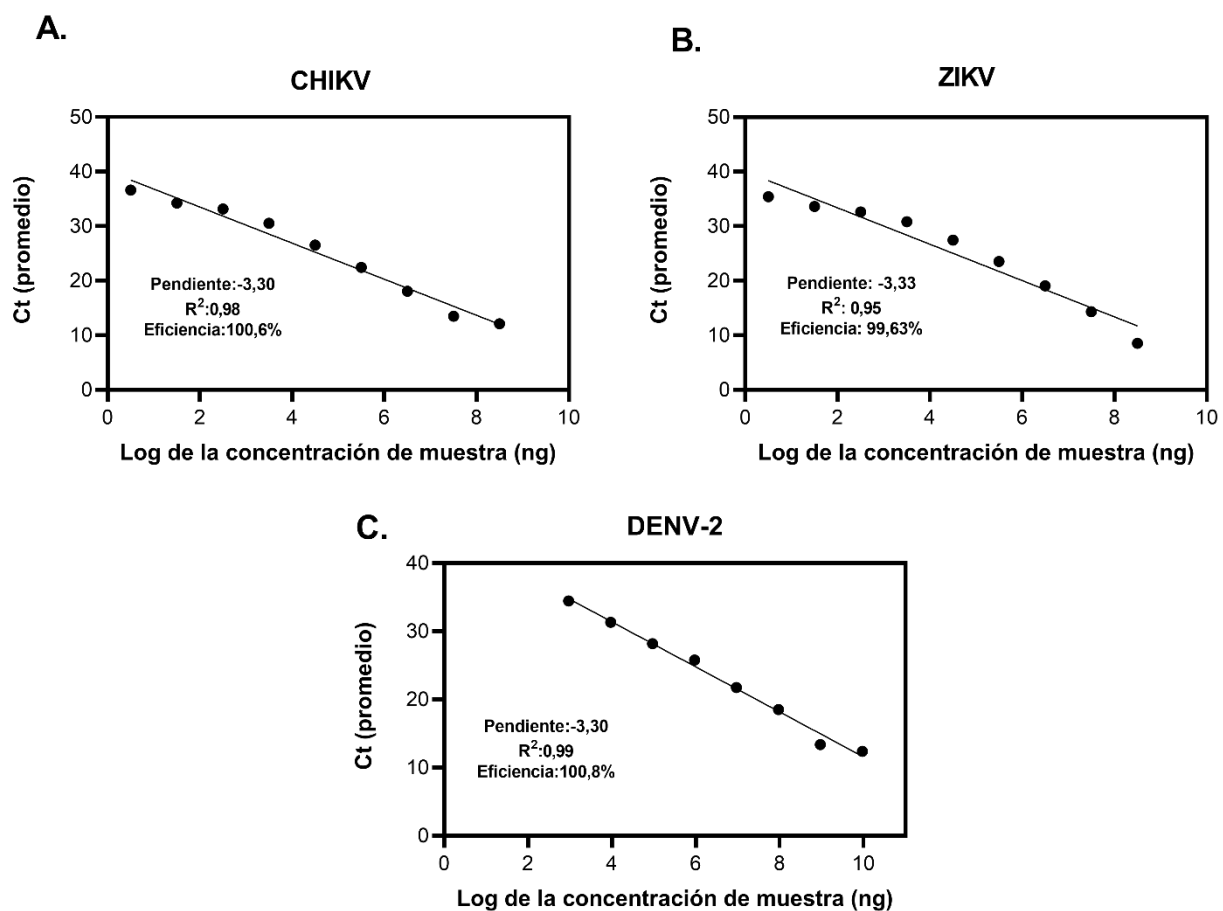 A.
CHIKV
50
40
30
20
10
0
Ct (promedio)
Pendiente:-3,30
R²:0,98
Eficiencia:100,6%
0 2 4 6 8 10
Log de la concentración de muestra (ng)
B.
ZIKV
50
40
30
20
10
0
Ct (promedio)
Pendiente: -3,33
R²: 0,95
Eficiencia: 99,63%
0 2 4 6 8 10
Log de la concentración de muestra (ng)
C.
DENV-2
40
30
20
10
0
Ct (promedio)
Pendiente:-3,30
R²:0,99
Eficiencia:100,8%
0 2 4 6 8 10
Log de la concentración de muestra (ng)